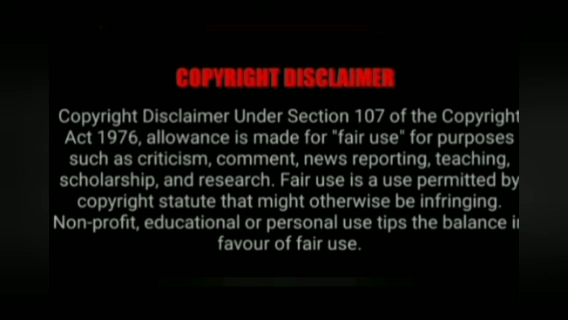 COPYRIGHT DISCLAIMER
Copyright Disclaimer Under Section 107 of the Copyright
Act 1976, allowance is made for "fair use" for purposes
such as criticism, comment, news reporting, teaching,
scholarship, and research. Fair use is a use permitted by
copyright statute that might otherwise be infringing.
Non-profit, educational or personal use tips the balance i
favour of fair use.